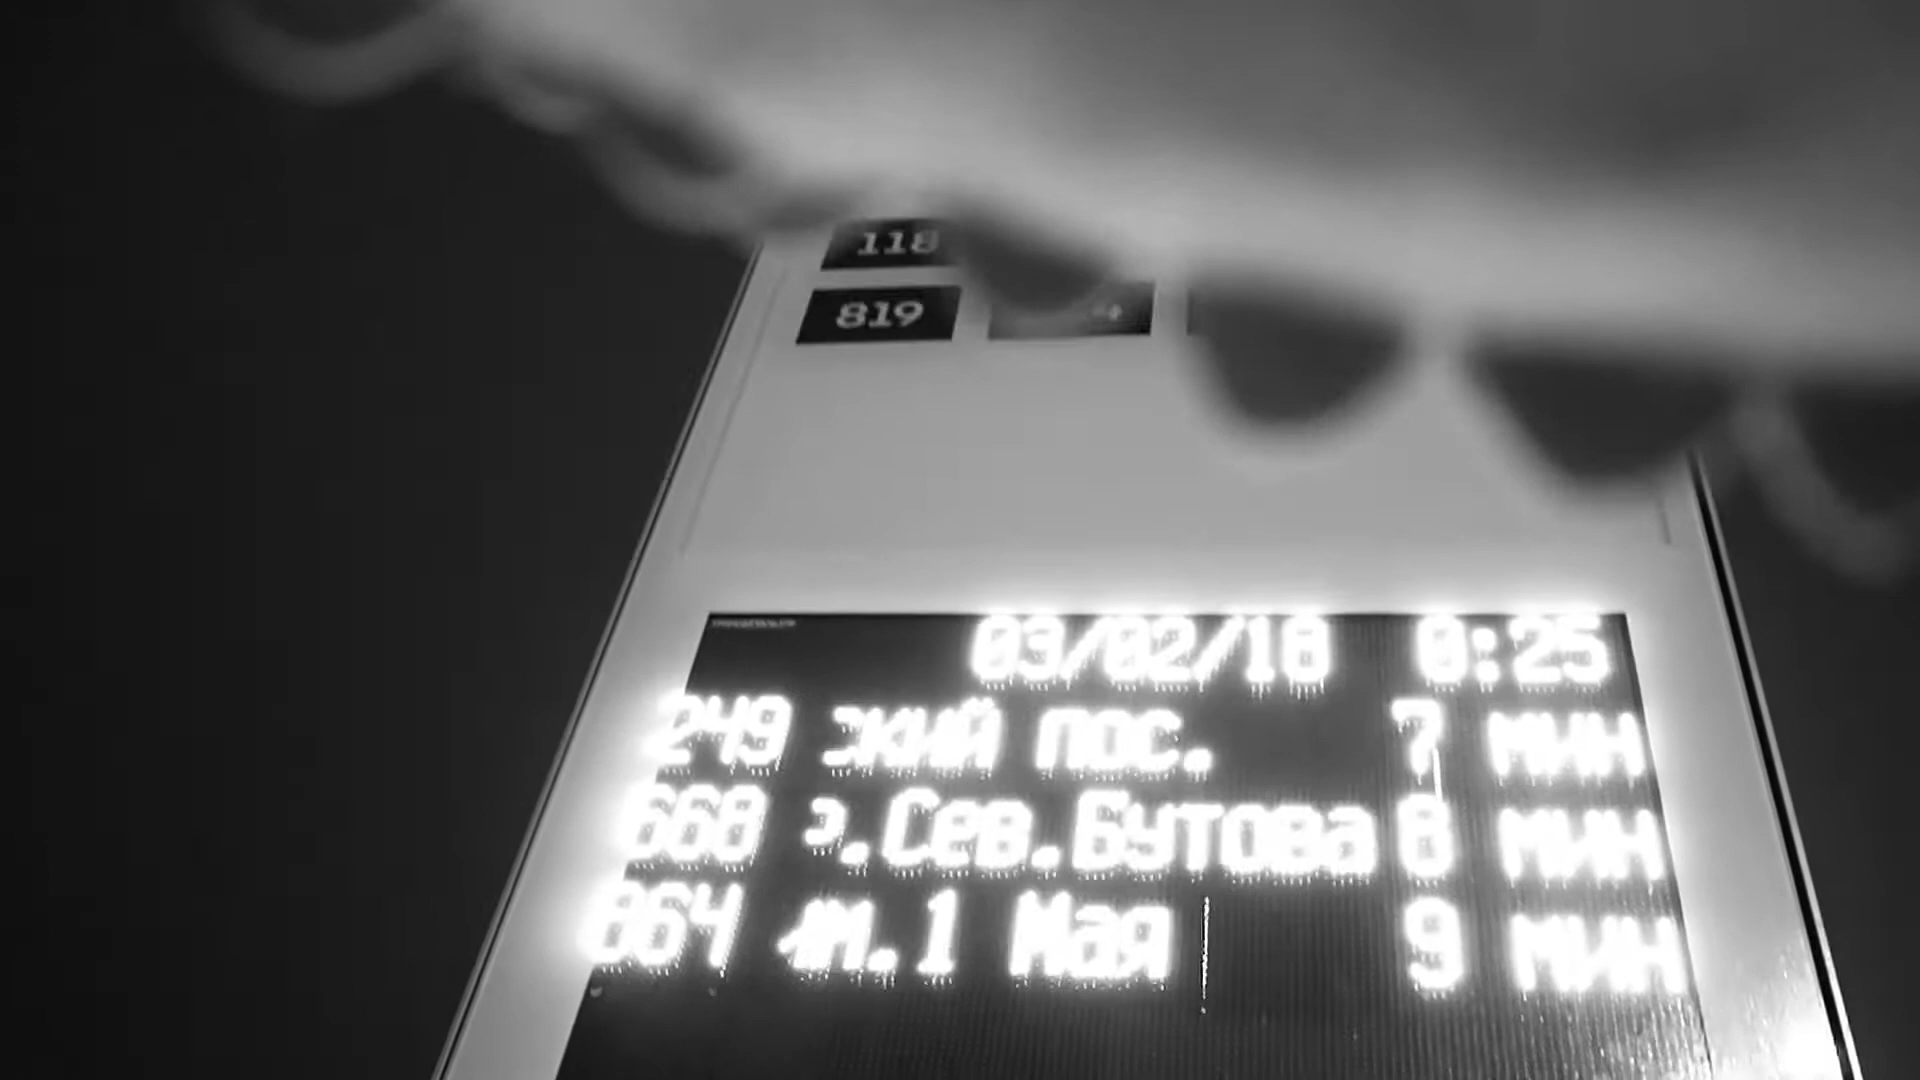 118
819
03/02/18 0:25
249 ский пос. 7 мин
668 р.Сев.Бутова 8 мин
864 им.1 Мая 9 мин